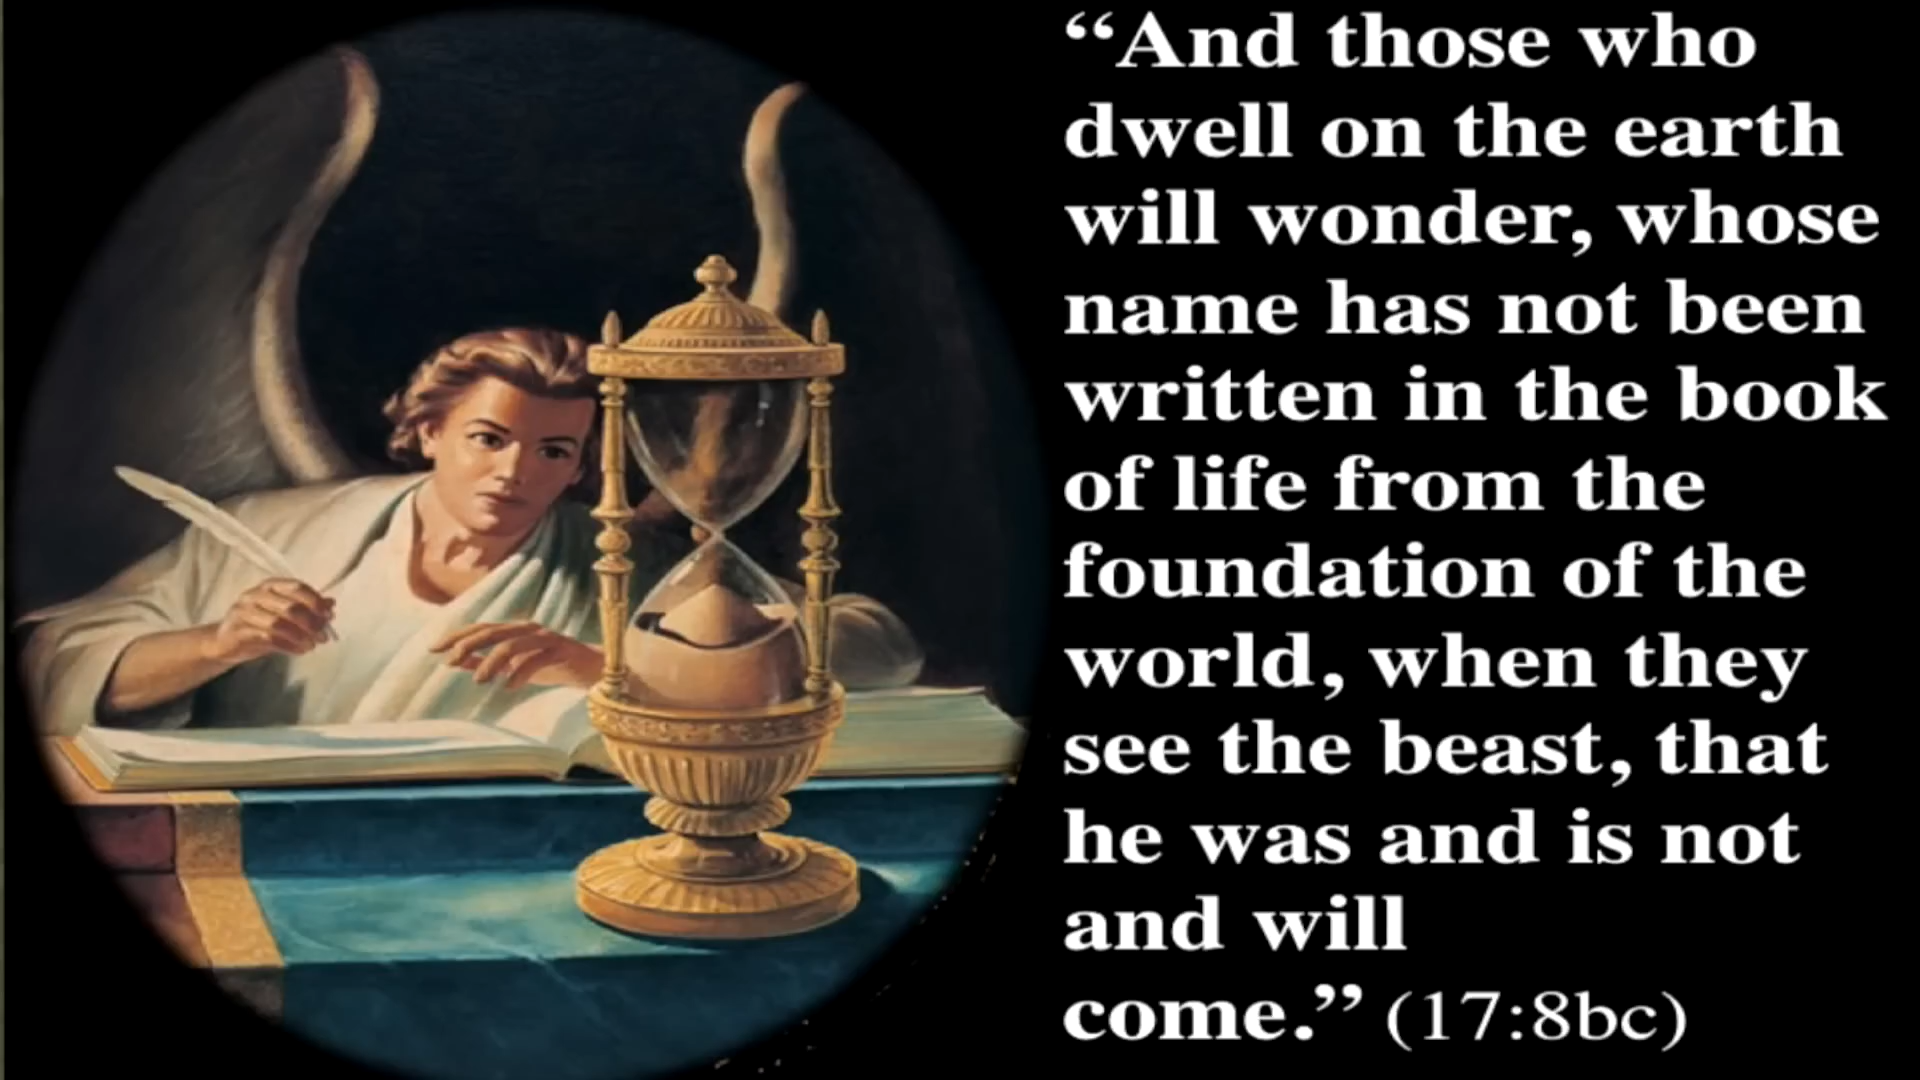 “And those who
dwell on the earth
will wonder, whose
name has not been
written in the book
of life from the
foundation of the
world, when they
see the beast, that
he was and is not
and will
come.” (17:8bc)